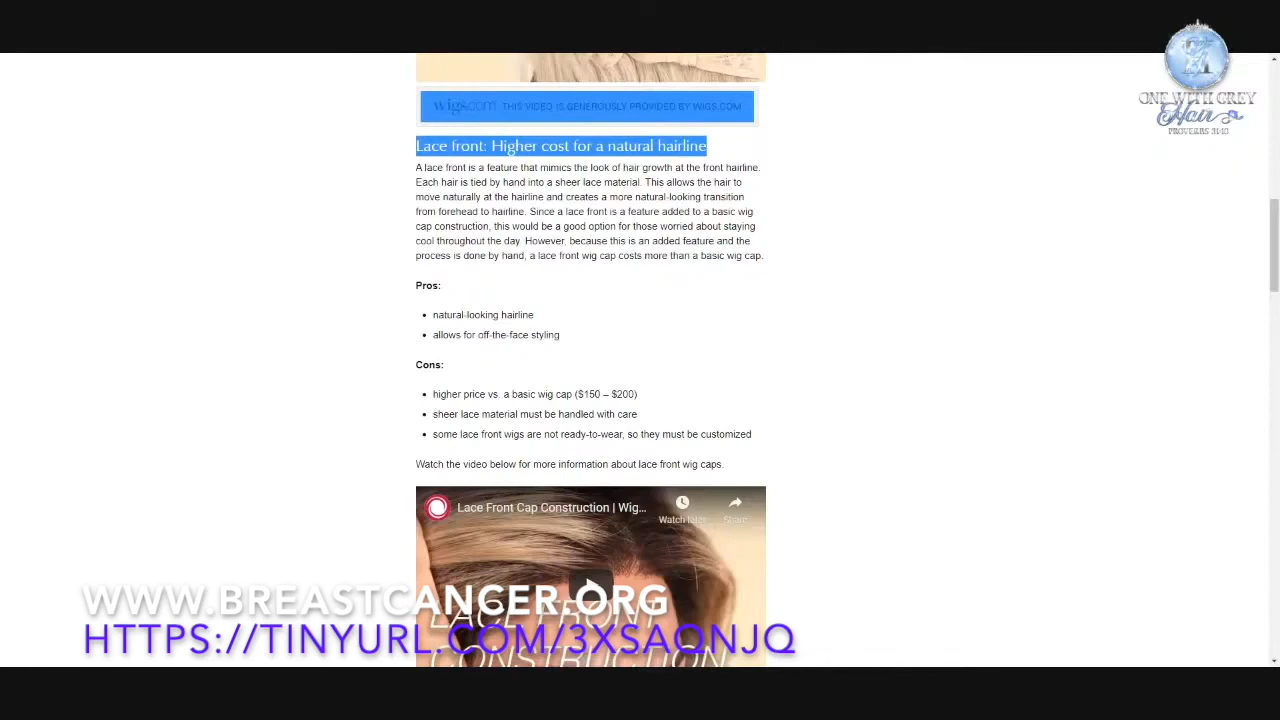 wigs.com THIS VIDEO IS GENEROUSLY PROVIDED BY WIGS.COM
ONE WITH GREY
Hair
PROVERBS 31:10
Lace front: Higher cost for a natural hairline
A lace front is a feature that mimics the look of hair growth at the front hairline.
Each hair is tied by hand into a sheer lace material. This allows the hair to
move naturally at the hairline and creates a more natural-looking transition
from forehead to hairline. Since a lace front is a feature added to a basic wig
cap construction, this would be a good option for those worried about staying
cool throughout the day. However, because this is an added feature and the
process is done by hand, a lace front wig cap costs more than a basic wig cap.
Pros:
natural-looking hairline
allows for off-the-face styling
Cons:
higher price vs. a basic wig cap ($150 – $200)
sheer lace material must be handled with care
some lace front wigs are not ready-to-wear, so they must be customized
Watch the video below for more information about lace front wig caps.
Lace Front Cap Construction | Wig...
Watch later
Share
WWW.BREASTCANCER.ORG
LACE FRONT
HTTPS://TINYURL.COM/3XSAQNJQ
CONSTRUCTION